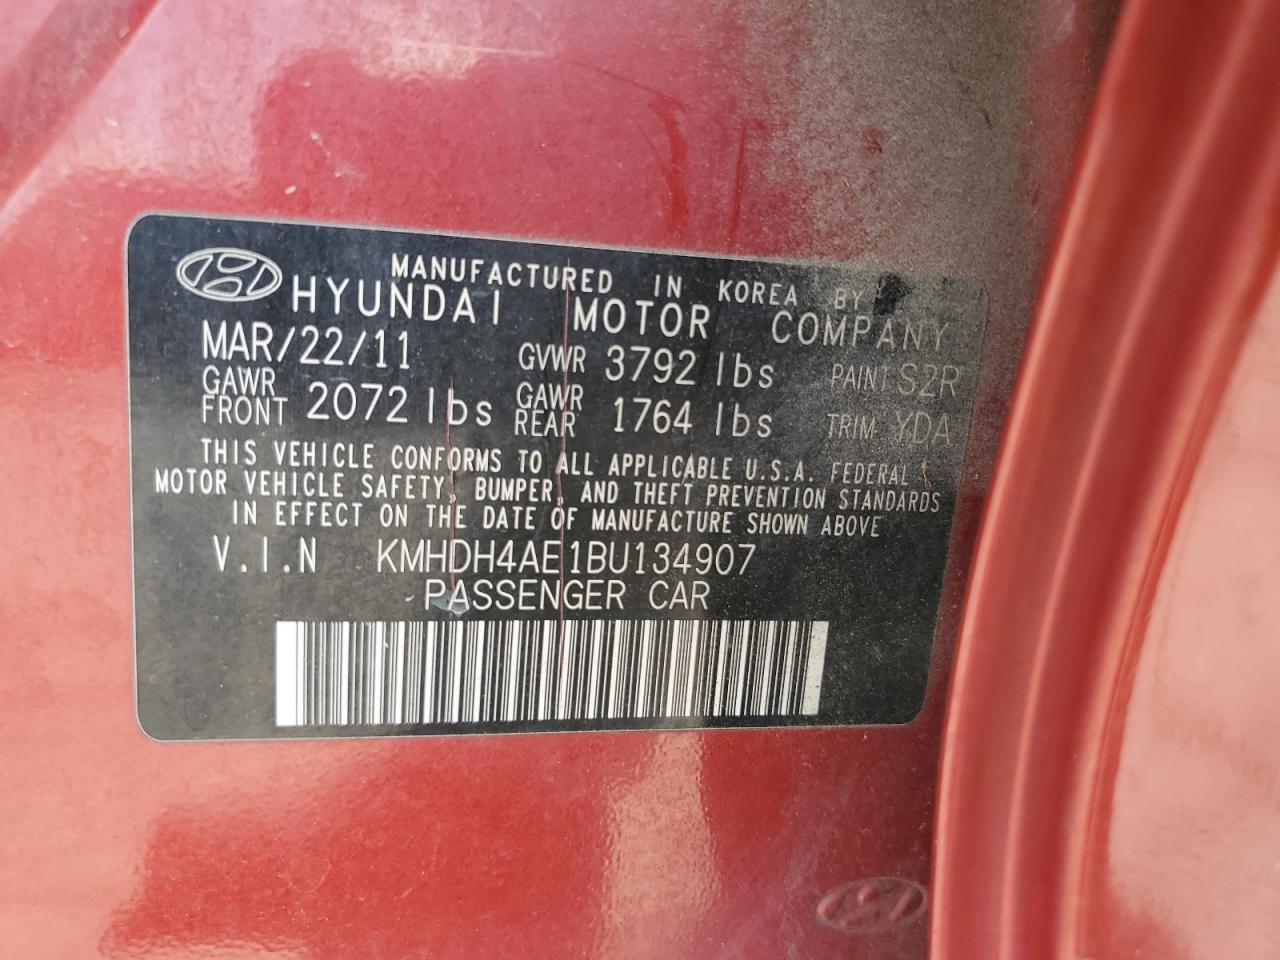 MANUFACTURED IN KOREA BY
HYUNDAI MOTOR COMPANY
MAR/22/11 GVWR 3792 lbs PAINT S2R
GAWR FRONT 2072 lbs GAWR REAR 1764 lbs TRIM YDA
THIS VEHICLE CONFORMS TO ALL APPLICABLE U.S.A. FEDERAL
MOTOR VEHICLE SAFETY, BUMPER, AND THEFT PREVENTION STANDARDS
IN EFFECT ON THE DATE OF MANUFACTURE SHOWN ABOVE
V.I.N KMHDH4AE1BU134907
PASSENGER CAR